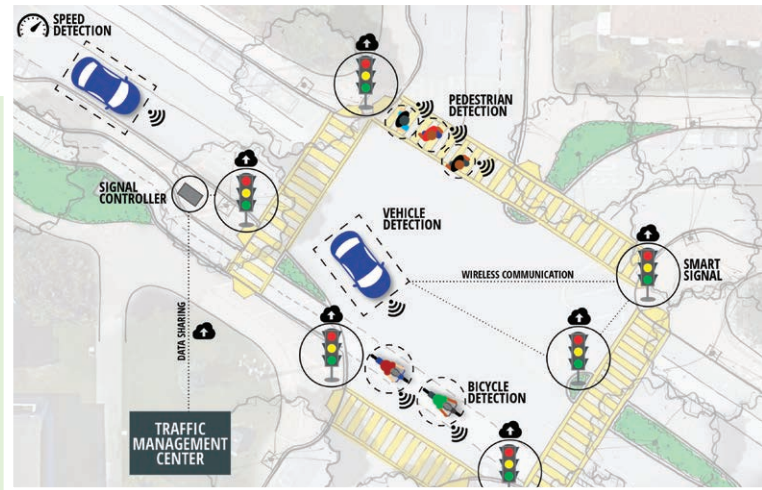 SPEED
DETECTION
PEDESTRIAN
DETECTION
SIGNAL
CONTROLLER
VEHICLE
DETECTION
WIRELESS COMMUNICATION
SMART
SIGNAL
DATA SHARING
BICYCLE
DETECTION
TRAFFIC
MANAGEMENT
CENTER